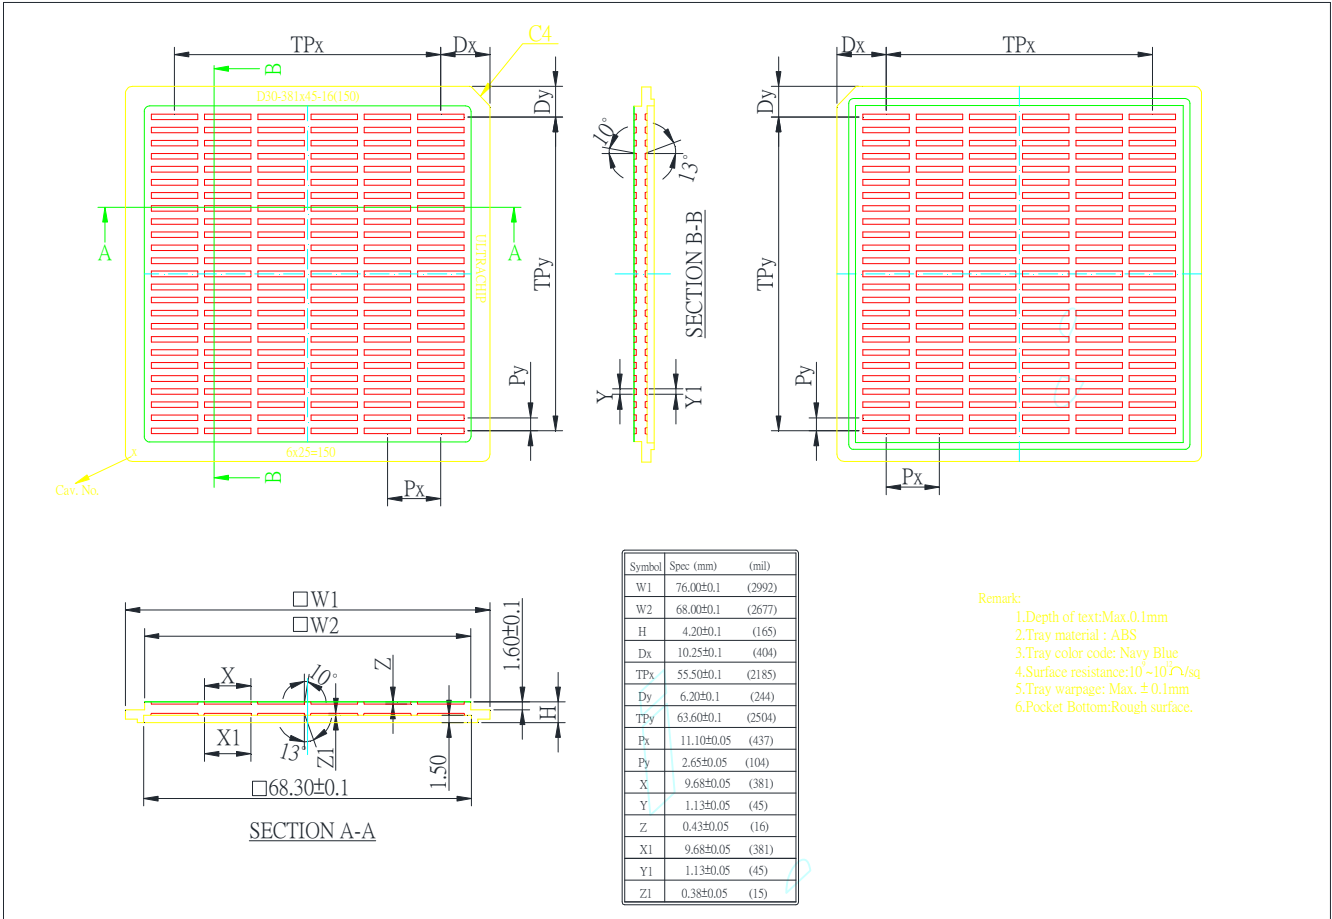 TPx
Dx
C4
B
D30-381x45-16(150)
Dy
A
A
ULTRACHIP
TPy
Py
6x25=150
B
Cav. No.
Px
10°
13°
SECTION B-B
Y
Y1
Dx
TPx
Dy
TPy
Py
Px
□W1
□W2
1.60±0.1
X
10°
Z
H
X1
13°
Z1
1.50
□68.30±0.1
SECTION A-A
Symbol Spec (mm) (mil)
W1 76.00±0.1 (2992)
W2 68.00±0.1 (2677)
H 4.20±0.1 (165)
Dx 10.25±0.1 (404)
TPx 55.50±0.1 (2185)
Dy 6.20±0.1 (244)
TPy 63.60±0.1 (2504)
Px 11.10±0.05 (437)
Py 2.65±0.05 (104)
X 9.68±0.05 (381)
Y 1.13±0.05 (45)
Z 0.43±0.05 (16)
X1 9.68±0.05 (381)
Y1 1.13±0.05 (45)
Z1 0.38±0.05 (15)
Remark:
1.Depth of text:Max.0.1mm
2.Tray material : ABS
3.Tray color code: Navy Blue
4.Surface resistance:
5.Tray warpage: Max. ±0.1mm
6.Pocket Bottom:Rough surface.